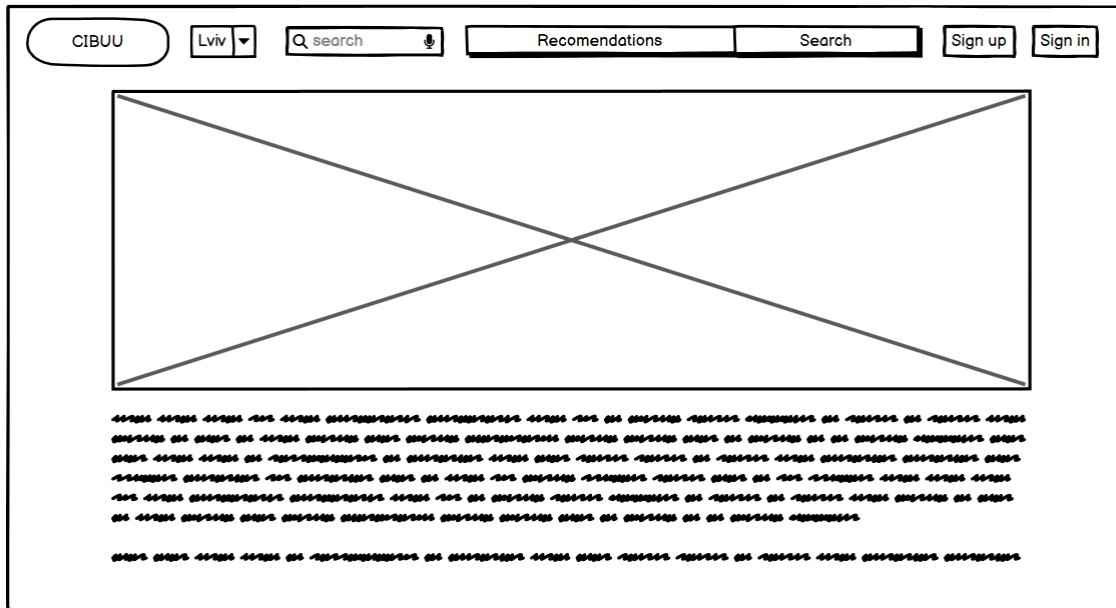 CIBUU
Lviv
search
Recomendations
Search
Sign up
Sign in